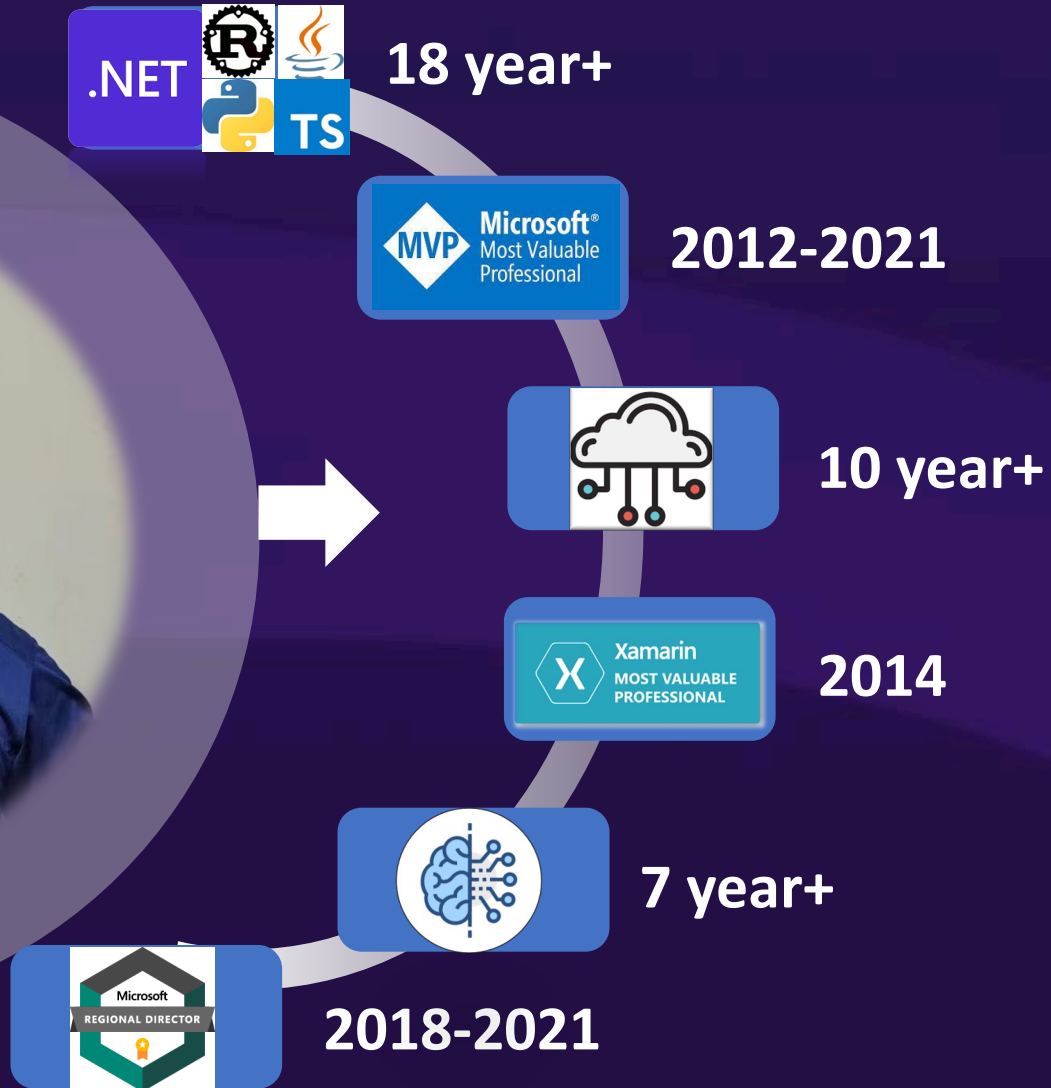 .NET
R
TS
18 year+
MVP
Microsoft®
Most Valuable
Professional
2012-2021
10 year+
X
Xamarin
MOST VALUABLE
PROFESSIONAL
2014
7 year+
Microsoft
REGIONAL DIRECTOR
2018-2021